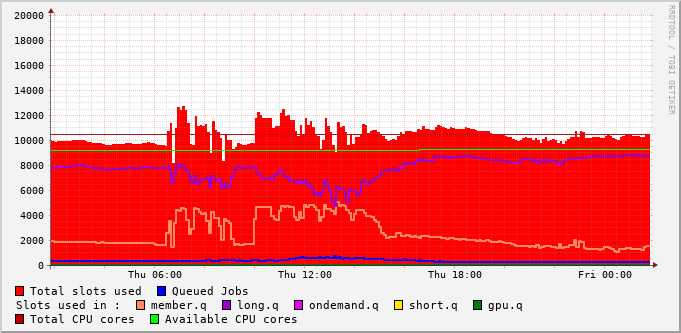 20000
18000
16000
14000
12000
10000
8000
6000
4000
2000
0
Thu 06:00 Thu 12:00 Thu 18:00 Fri 00:00
Total slots used Queued Jobs
Slots used in : member.q long.q ondemand.q short.q gpu.q
Total CPU cores Available CPU cores
RRDTOOL / TOBI OETIKER